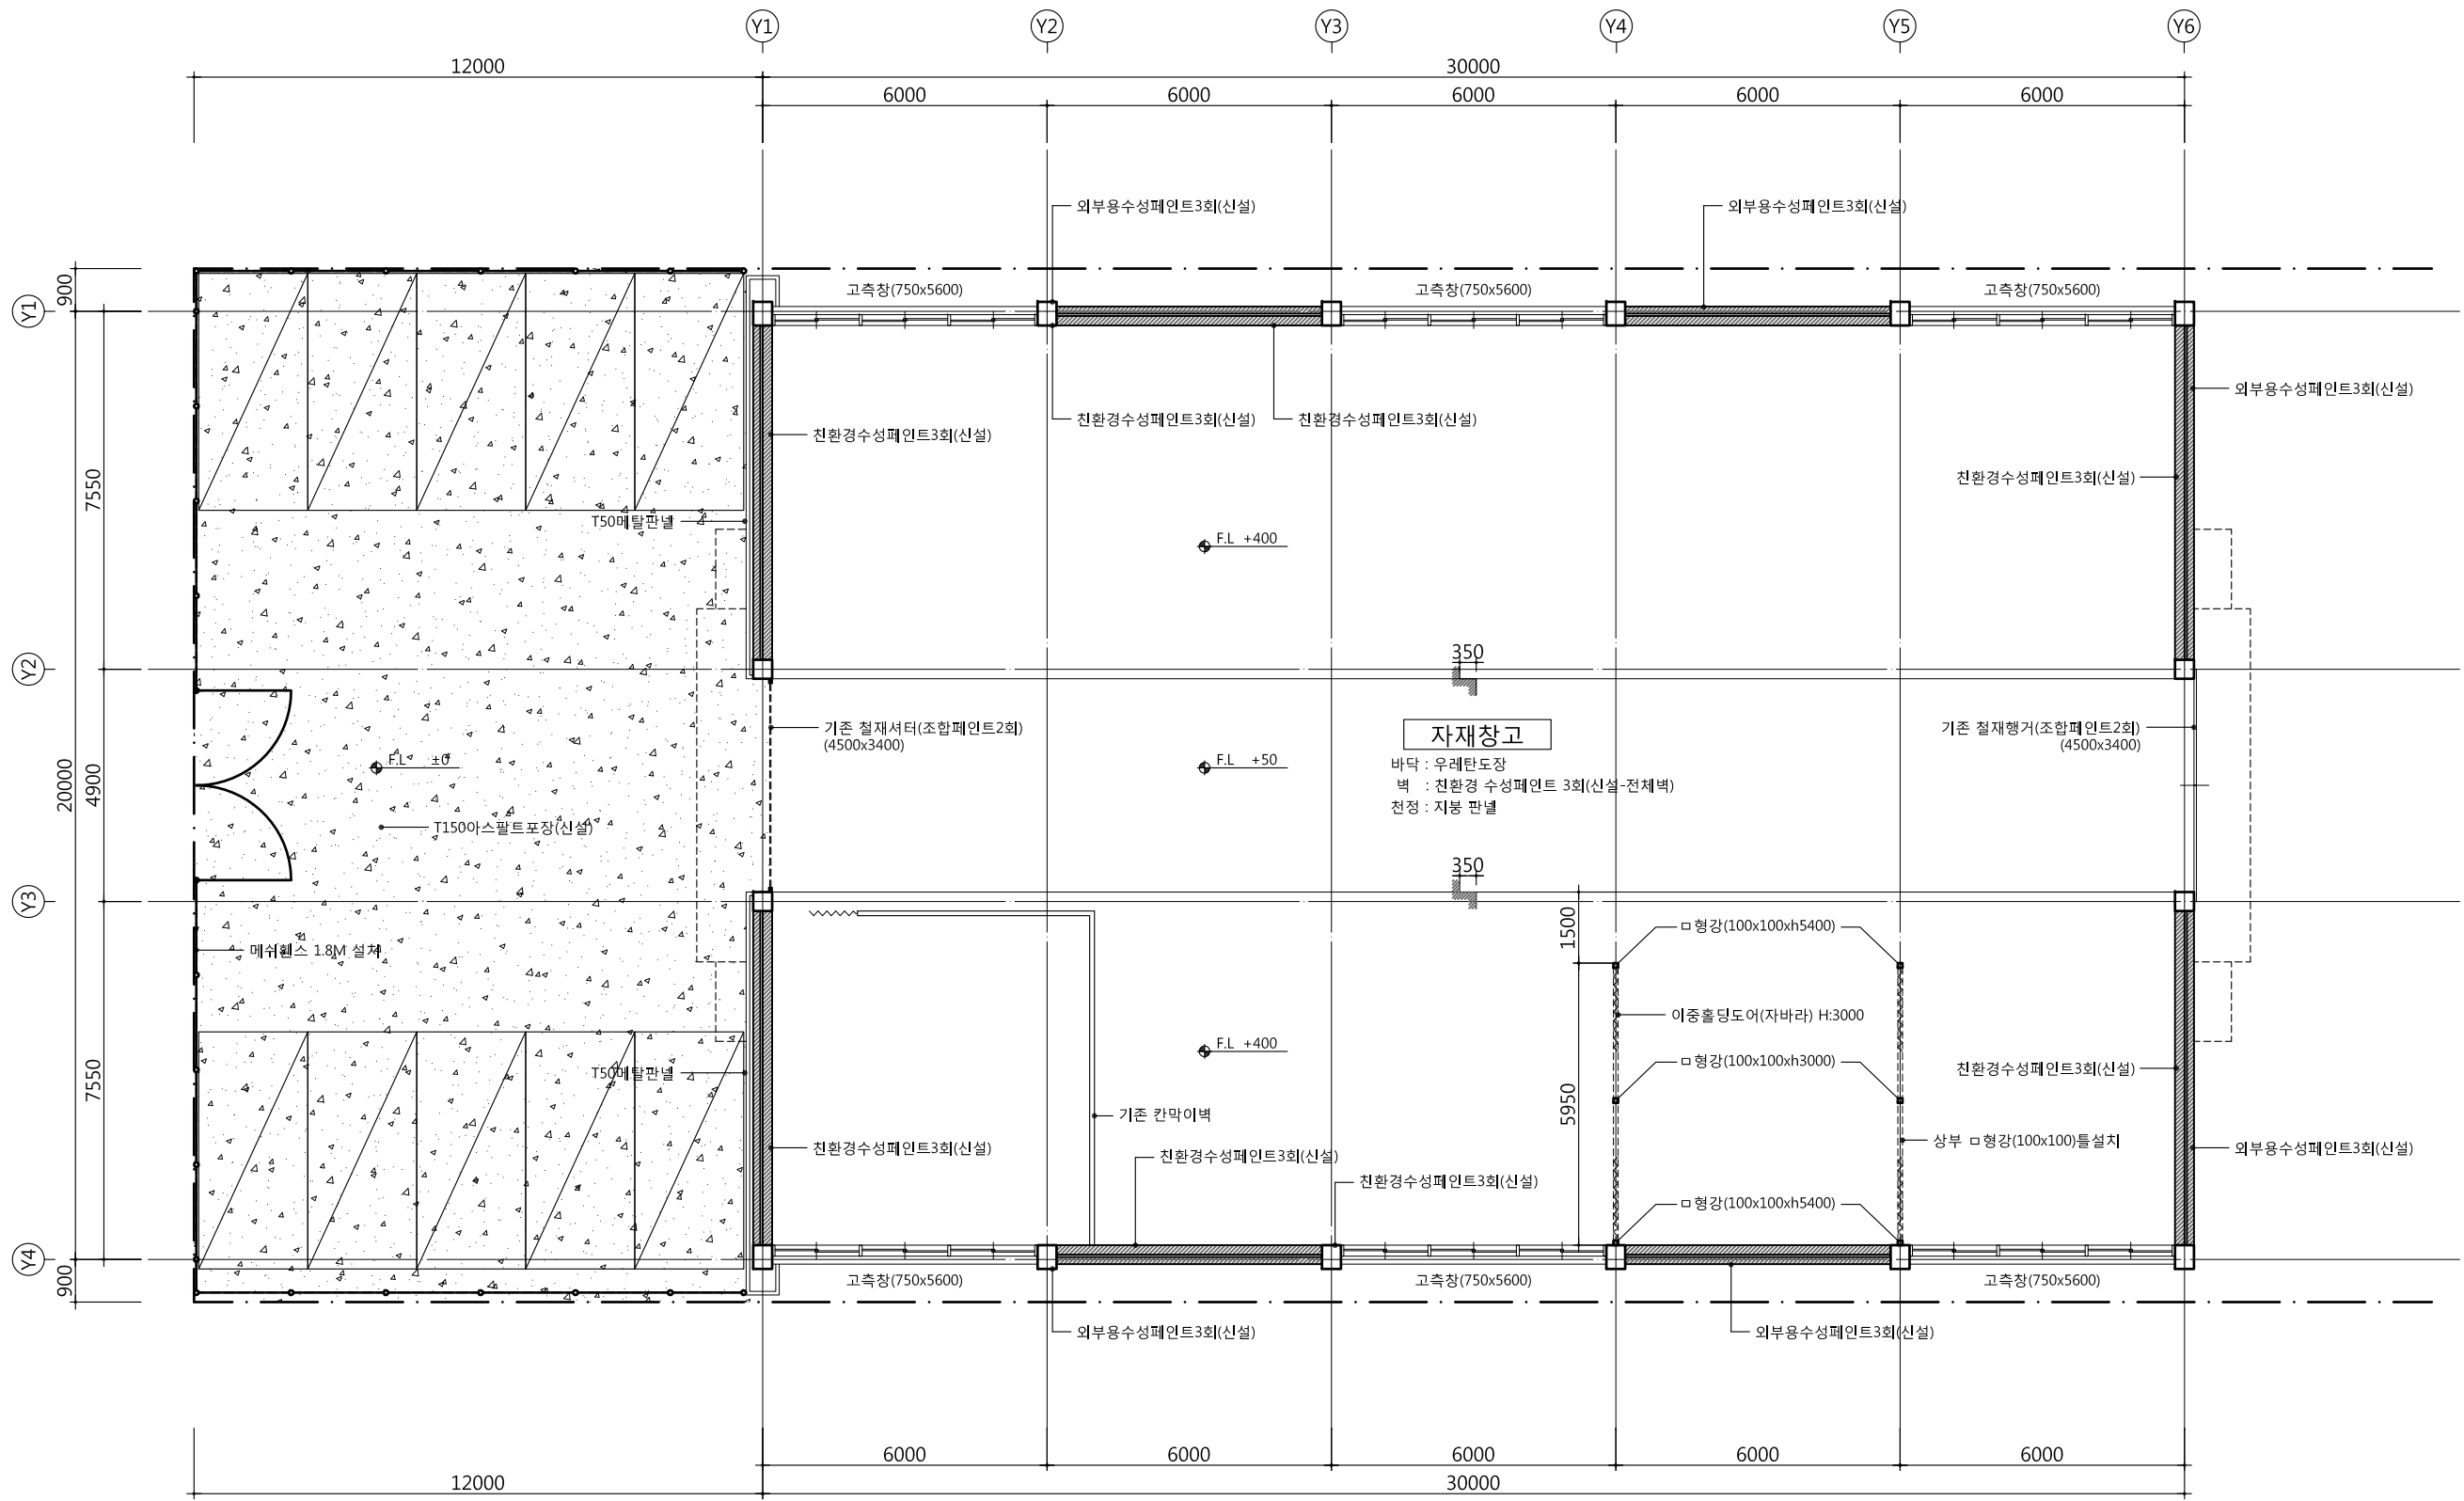 Y1 Y2 Y3 Y4 Y5 Y6
12000 30000
6000 6000 6000 6000 6000
외부용수성페인트3회(신설) 외부용수성페인트3회(신설)
900
Y1
고측창(750x5600) 고측창(750x5600) 고측창(750x5600)
외부용수성페인트3회(신설)
친환경수성페인트3회(신설) 친환경수성페인트3회(신설)
친환경수성페인트3회(신설)
7550
친환경수성페인트3회(신설)
T50메탈판넬
F.L +400
350
Y2
기존 철재셔터(조합페인트2회)
(4500x3400)
자재창고
기존 철재행거(조합페인트2회)
(4500x3400)
F.L ±0
F.L +50
바닥 : 우레탄도장
벽 : 친환경 수성페인트 3회(신설-전체벽)
천정 : 지붕 판넬
20000
4900
T150아스팔트포장(신설)
350
Y3
1500
ㅁ형강(100x100xh5400)
메쉬휀스 1.8M 설치
이중홀딩도어(자바라) H:3000
F.L +400
ㅁ형강(100x100xh3000)
T50메탈판넬
친환경수성페인트3회(신설)
7550
5950
기존 칸막이벽
상부 ㅁ형강(100x100)틀설치
친환경수성페인트3회(신설)
친환경수성페인트3회(신설)
외부용수성페인트3회(신설)
친환경수성페인트3회(신설)
ㅁ형강(100x100xh5400)
Y4
900
고측창(750x5600) 고측창(750x5600) 고측창(750x5600)
외부용수성페인트3회(신설) 외부용수성페인트3회(신설)
6000 6000 6000 6000 6000
12000 30000